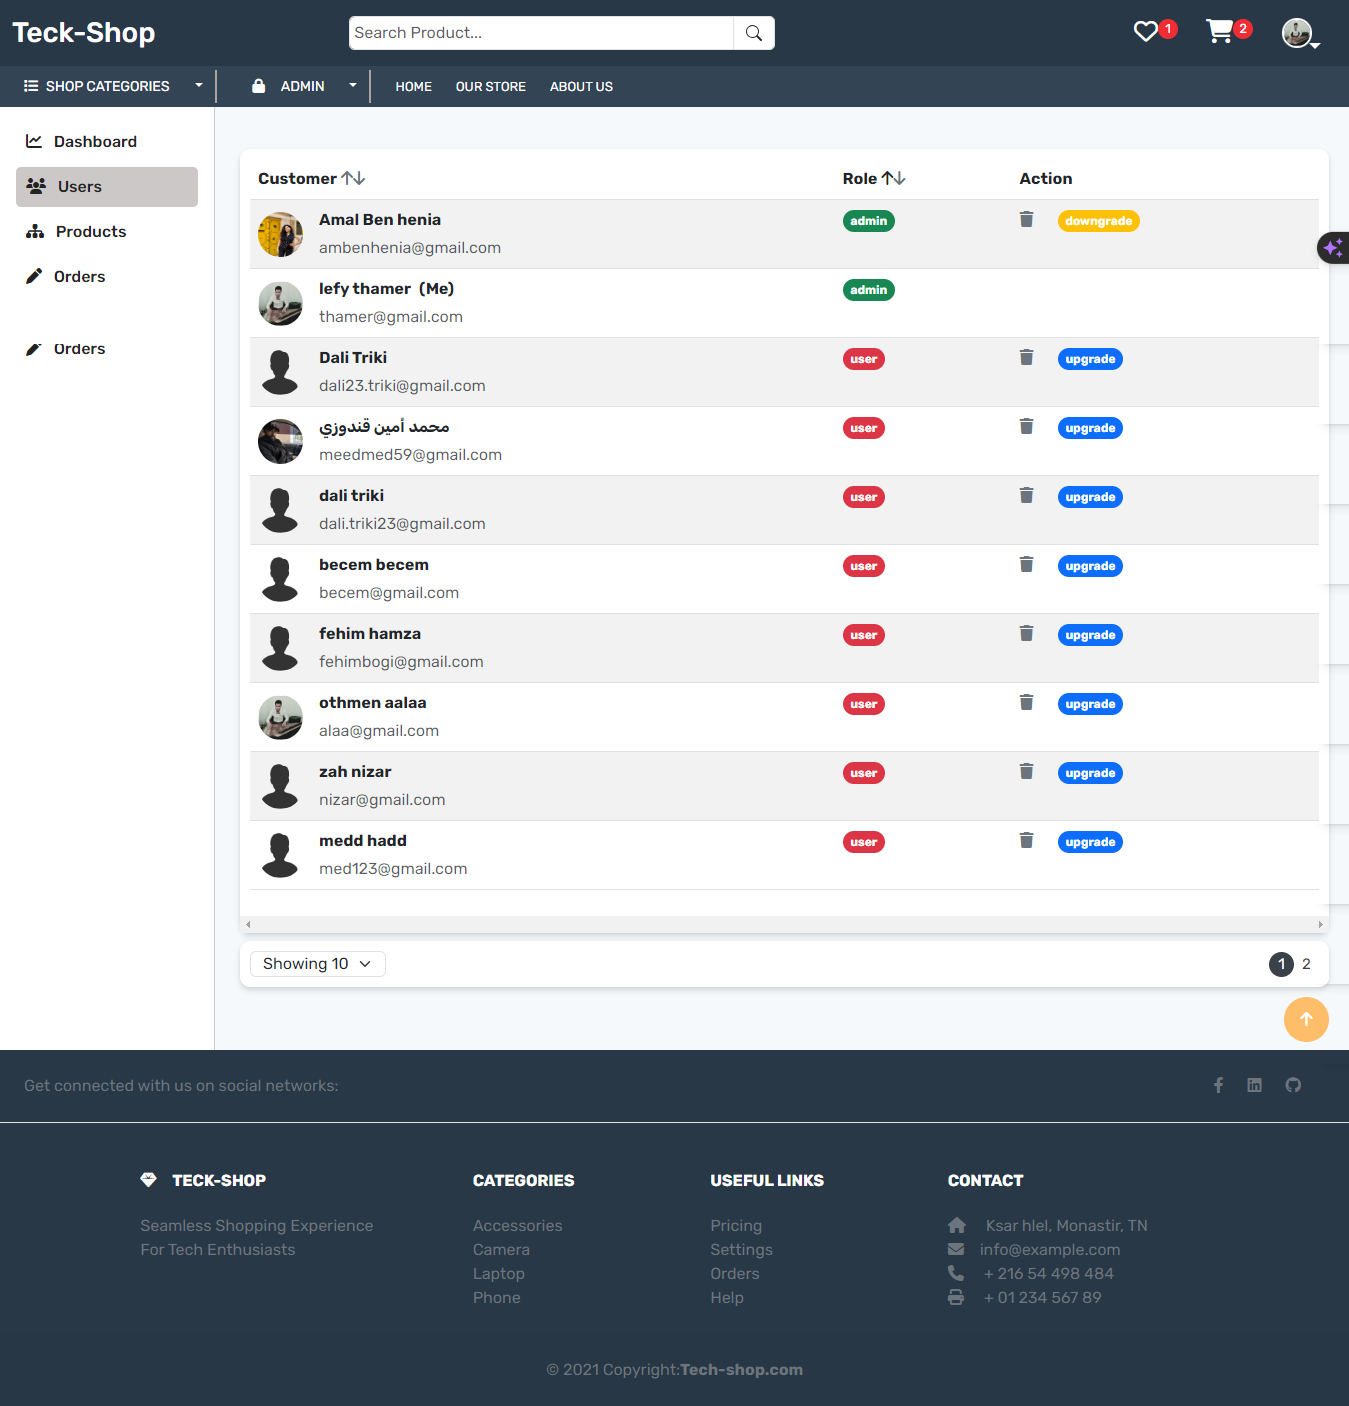 Teck-Shop
Search Product...
1
2
SHOP CATEGORIES
ADMIN
HOME
OUR STORE
ABOUT US
Dashboard
Users
Products
Orders
Orders
Customer
Role
Action
Amal Ben henia
admin
downgrade
ambenhenia@gmail.com
lefy thamer (Me)
admin
thamer@gmail.com
Dali Triki
user
upgrade
dali23.triki@gmail.com
محمد أمين قندوزي
user
upgrade
meedmed59@gmail.com
dali triki
user
upgrade
dali.triki23@gmail.com
becem becem
user
upgrade
becem@gmail.com
fehim hamza
user
upgrade
fehimbogi@gmail.com
othmen aalaa
user
upgrade
alaa@gmail.com
zah nizar
user
upgrade
nizar@gmail.com
medd hadd
user
upgrade
med123@gmail.com
Showing 10
1
2
Get connected with us on social networks:
TECK-SHOP
Seamless Shopping Experience
For Tech Enthusiasts
CATEGORIES
Accessories
Camera
Laptop
Phone
USEFUL LINKS
Pricing
Settings
Orders
Help
CONTACT
Ksar hlel, Monastir, TN
info@example.com
+ 216 54 498 484
+ 01 234 567 89
© 2021 Copyright:Tech-shop.com